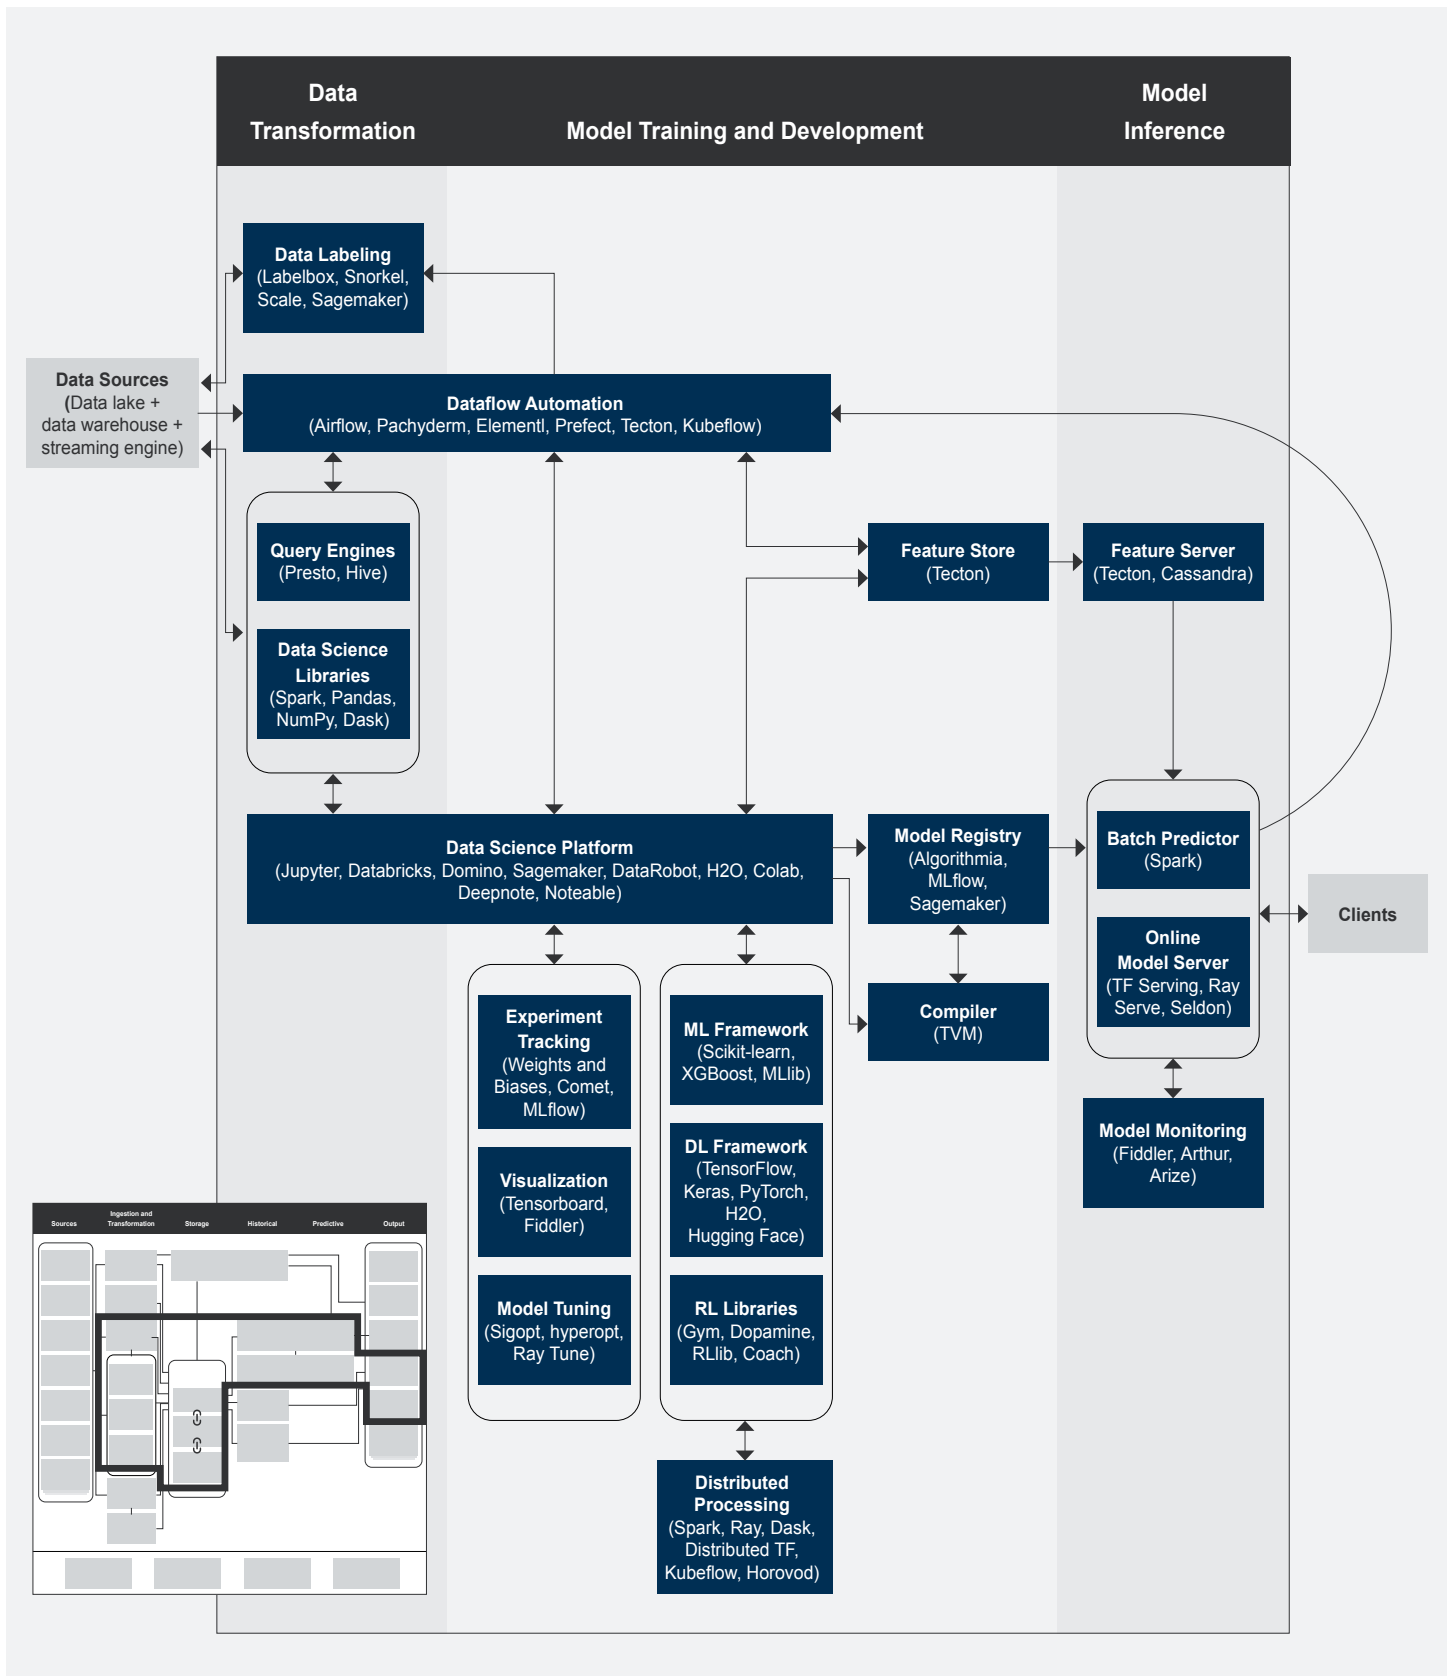 Data
Transformation
Model Training and Development
Model
Inference
Data Labeling
(Labelbox, Snorkel,
Scale, Sagemaker)
Data Sources
(Data lake +
data warehouse +
streaming engine)
Dataflow Automation
(Airflow, Pachyderm, Elementl, Prefect, Tecton, Kubeflow)
Query Engines
(Presto, Hive)
Feature Store
(Tecton)
Feature Server
(Tecton, Cassandra)
Data Science
Libraries
(Spark, Pandas,
NumPy, Dask)
Data Science Platform
(Jupyter, Databricks, Domino, Sagemaker, DataRobot, H2O, Colab,
Deepnote, Noteable)
Model Registry
(Algorithmia,
MLflow,
Sagemaker)
Batch Predictor
(Spark)
Clients
Online
Model Server
(TF Serving, Ray
Serve, Seldon)
Compiler
(TVM)
Experiment
Tracking
(Weights and
Biases, Comet,
MLflow)
ML Framework
(Scikit-learn,
XGBoost, MLlib)
Model Monitoring
(Fiddler, Arthur,
Arize)
Visualization
(Tensorboard,
Fiddler)
DL Framework
(TensorFlow,
Keras, PyTorch,
H2O,
Hugging Face)
Model Tuning
(Sigopt, hyperopt,
Ray Tune)
RL Libraries
(Gym, Dopamine,
RLlib, Coach)
Distributed
Processing
(Spark, Ray, Dask,
Distributed TF,
Kubeflow, Horovod)
Sources
Ingestion and
Transformation
Storage
Historical
Predictive
Output